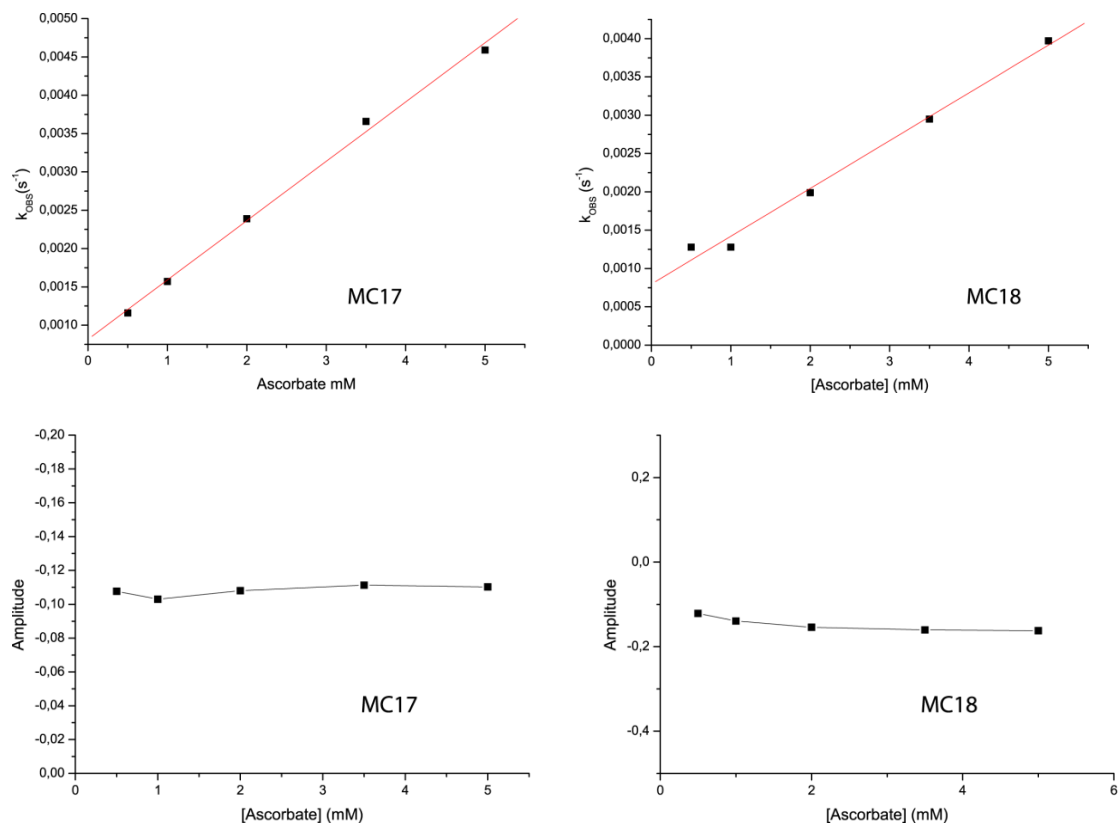 0,0050
0,0045
0,0040
0,0035
0,0030
0,0025
0,0020
0,0015
0,0010
k_OBS(s⁻¹)
MC17
0 1 2 3 4 5
Ascorbate mM
0,0040
0,0035
0,0030
0,0025
0,0020
0,0015
0,0010
0,0005
0,0000
k_OBS(s⁻¹)
MC18
0 1 2 3 4 5
[Ascorbate] (mM)
-0,20
-0,18
-0,16
-0,14
-0,12
-0,10
-0,08
-0,06
-0,04
-0,02
0,00
Amplitude
MC17
0 1 2 3 4 5
[Ascorbate] (mM)
0,2
0,0
-0,2
-0,4
Amplitude
MC18
0 2 4 6
[Ascorbate] (mM)